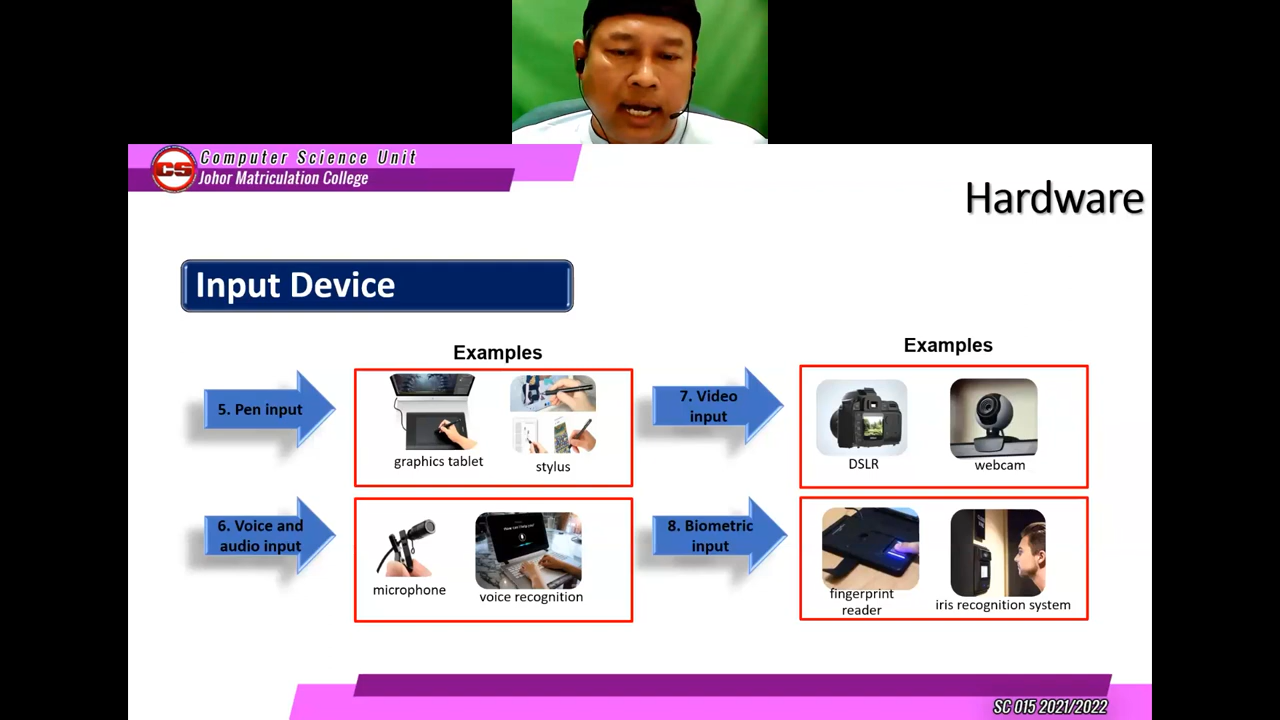 CS
Computer Science Unit
Johor Matriculation College
Hardware
Input Device
Examples
5. Pen input
graphics tablet
stylus
6. Voice and
audio input
microphone
voice recognition
Examples
7. Video
input
DSLR
webcam
8. Biometric
input
fingerprint
reader
iris recognition system
SC 015 2021/2022